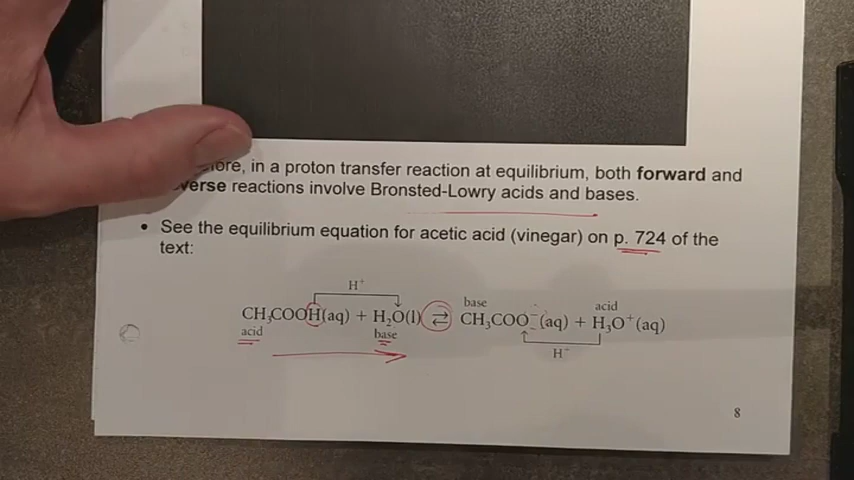 in a proton transfer reaction at equilibrium, both forward and
reactions involve Bronsted-Lowry acids and bases.
• See the equilibrium equation for acetic acid (vinegar) on p. 724 of the
text:
H⁺
base acid
CH₃COOH(aq) + H₂O(l) ⇌ CH₃COO⁻(aq) + H₃O⁺(aq)
acid base
H⁺
8